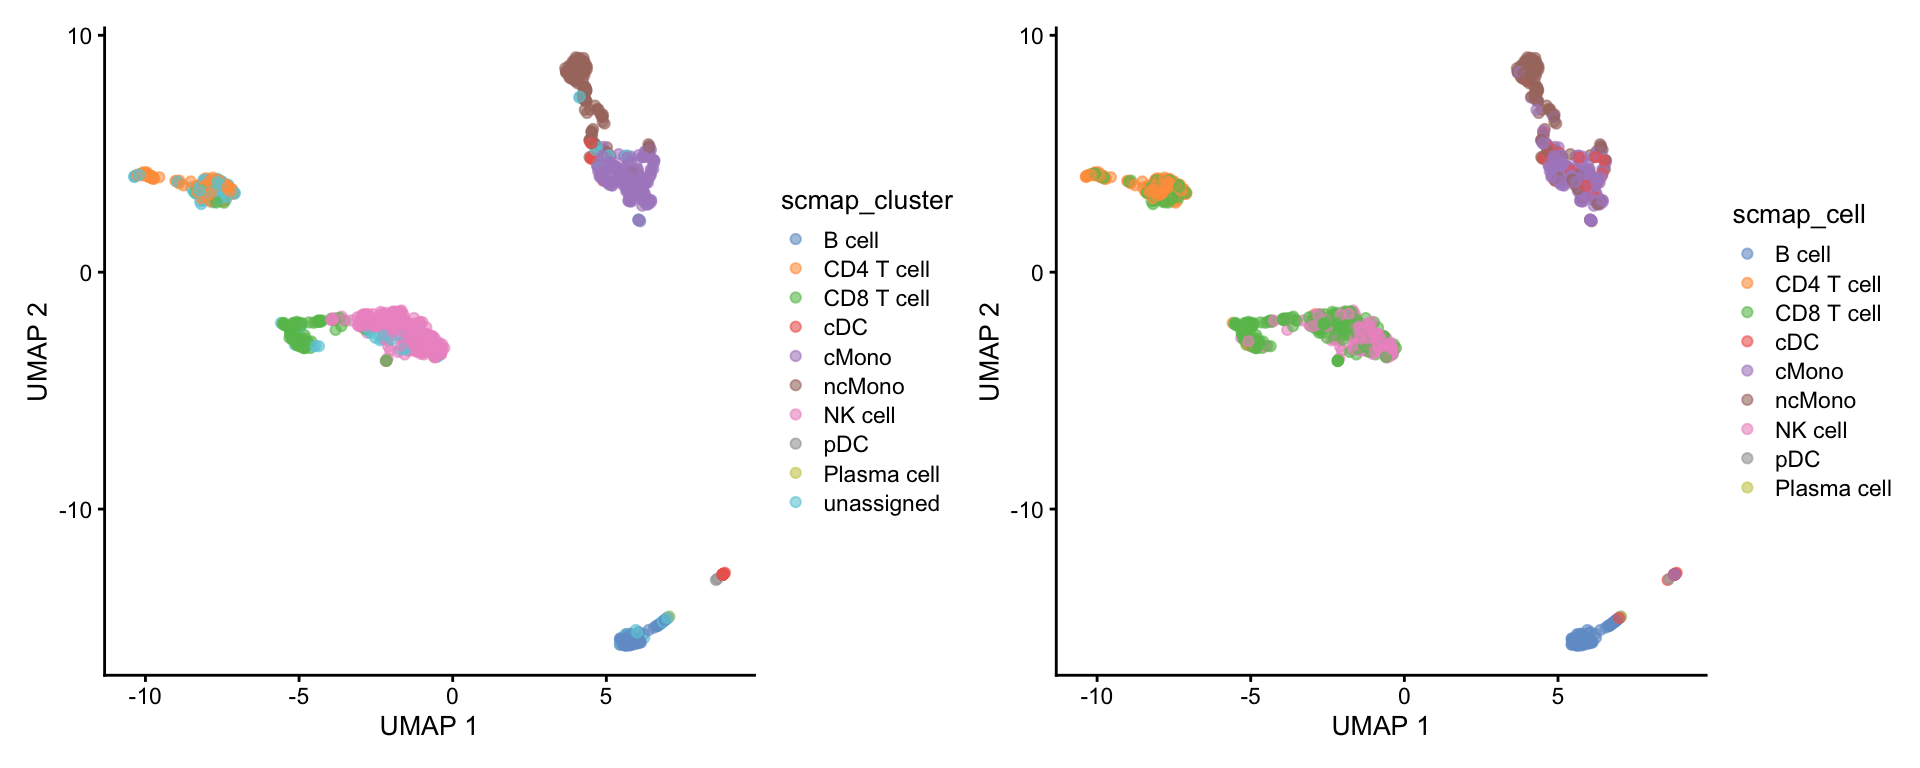 10
0
-10
UMAP 2
-10
-5
0
5
UMAP 1
scmap_cluster
B cell
CD4 T cell
CD8 T cell
cDC
cMono
ncMono
NK cell
pDC
Plasma cell
unassigned
10
0
-10
UMAP 2
-10
-5
0
5
UMAP 1
scmap_cell
B cell
CD4 T cell
CD8 T cell
cDC
cMono
ncMono
NK cell
pDC
Plasma cell